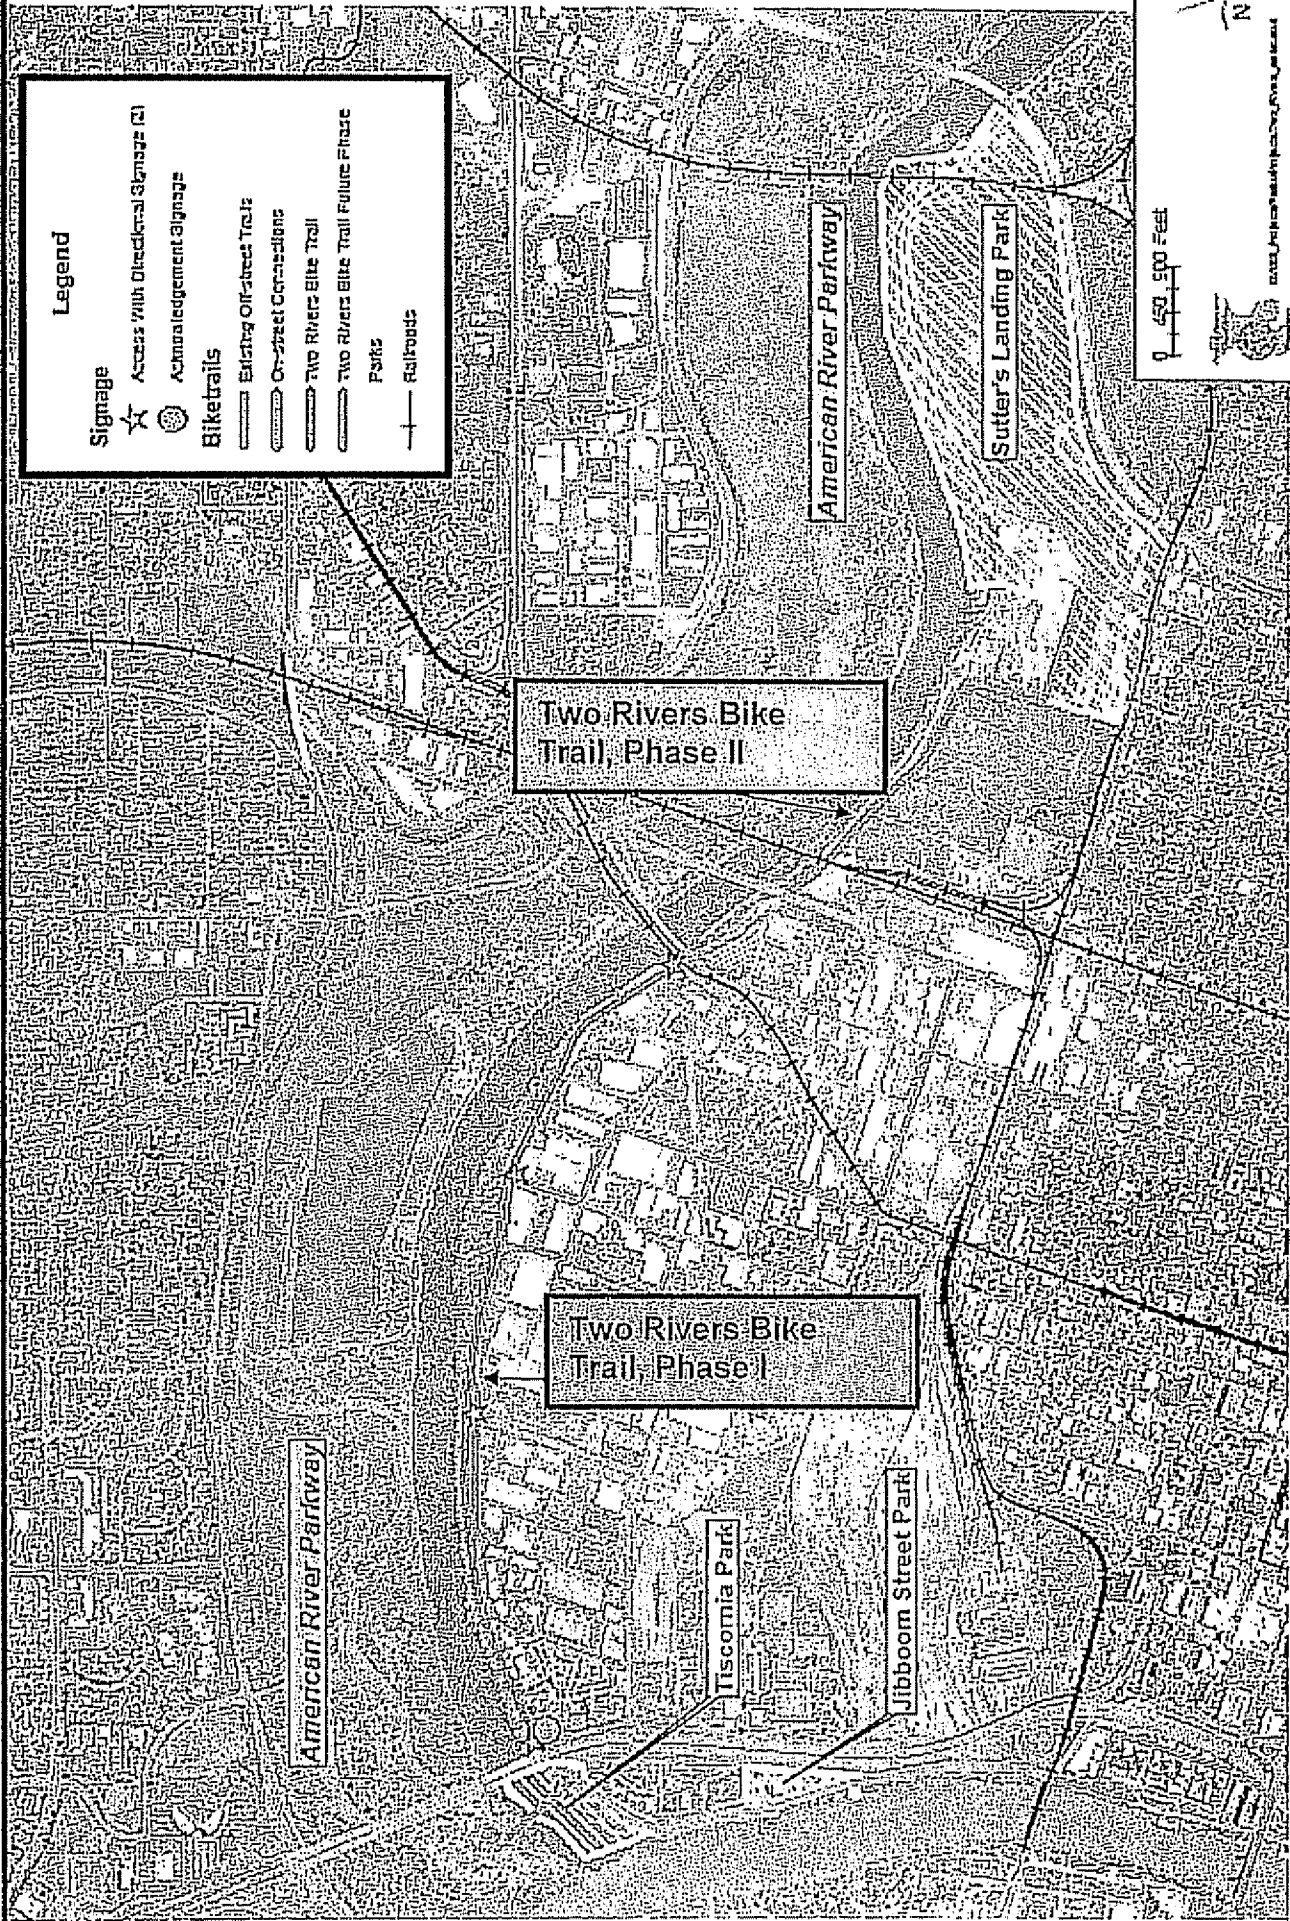 Legend
Signage
Access With Directional Signage (2)
Acknowledgement Signage
Biketrails
Existing Off-street Trails
On-street Connections
Two Rivers Bike Trail
Two Rivers Bike Trail Future Phase
Parks
Railroads
American River Parkway
Two Rivers Bike
Trail, Phase II
American River Parkway
Sutter's Landing Park
Two Rivers Bike
Trail, Phase I
Tiscornia Park
Jibboom Street Park
N
0 250 500 Feet